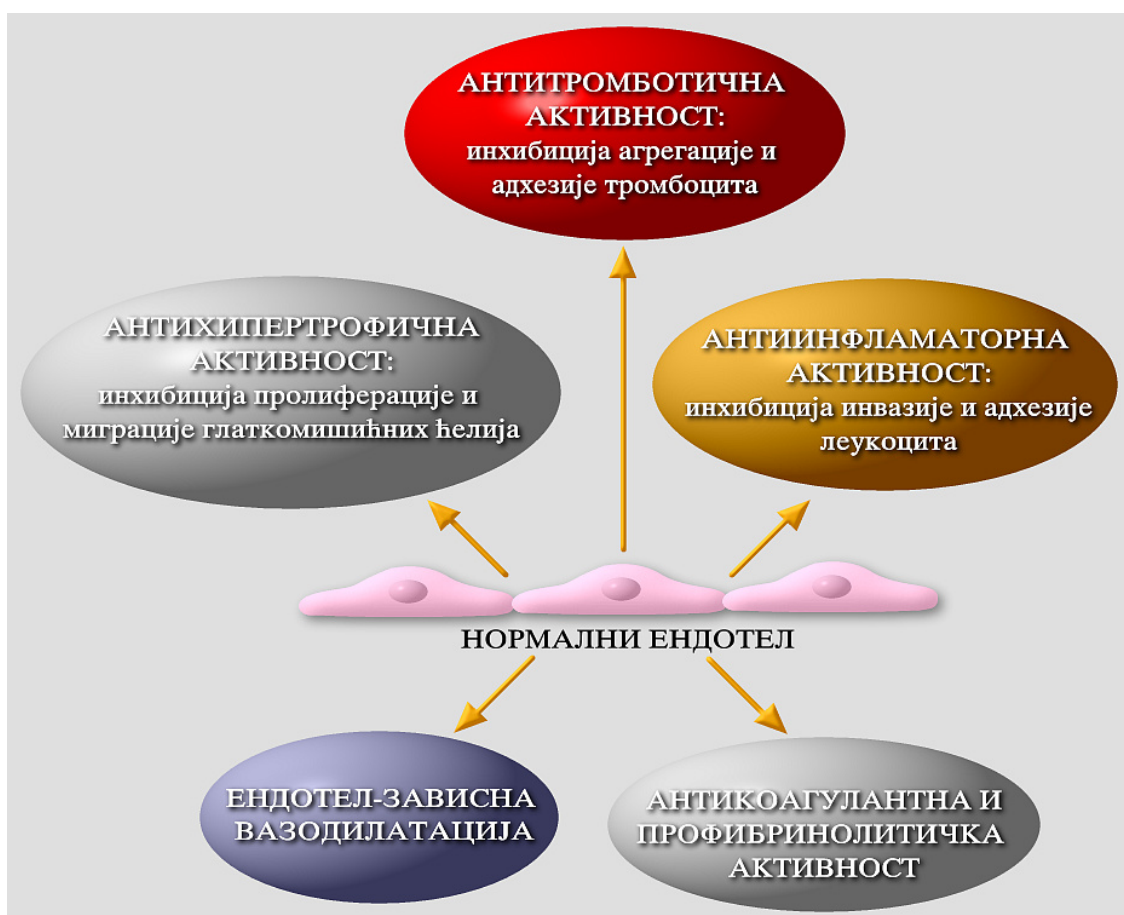 АНТИТРОМБОТИЧНА
АКТИВНОСТ:
инхибиција агрегације и
адхезије тромбоцита
АНТИХИПЕРТРОФИЧНА
АКТИВНОСТ:
инхибиција пролиферације и
миграције глаткомишићних ћелија
АНТИИНФЛАМАТОРНА
АКТИВНОСТ:
инхибиција инвазије и адхезије
леукоцита
НОРМАЛНИ ЕНДОТЕЛ
ЕНДОТЕЛ-ЗАВИСНА
ВАЗОДИЛАТАЦИЈА
АНТИКОАГУЛАНТНА И
ПРОФИБРИНОЛИТИЧКА
АКТИВНОСТ